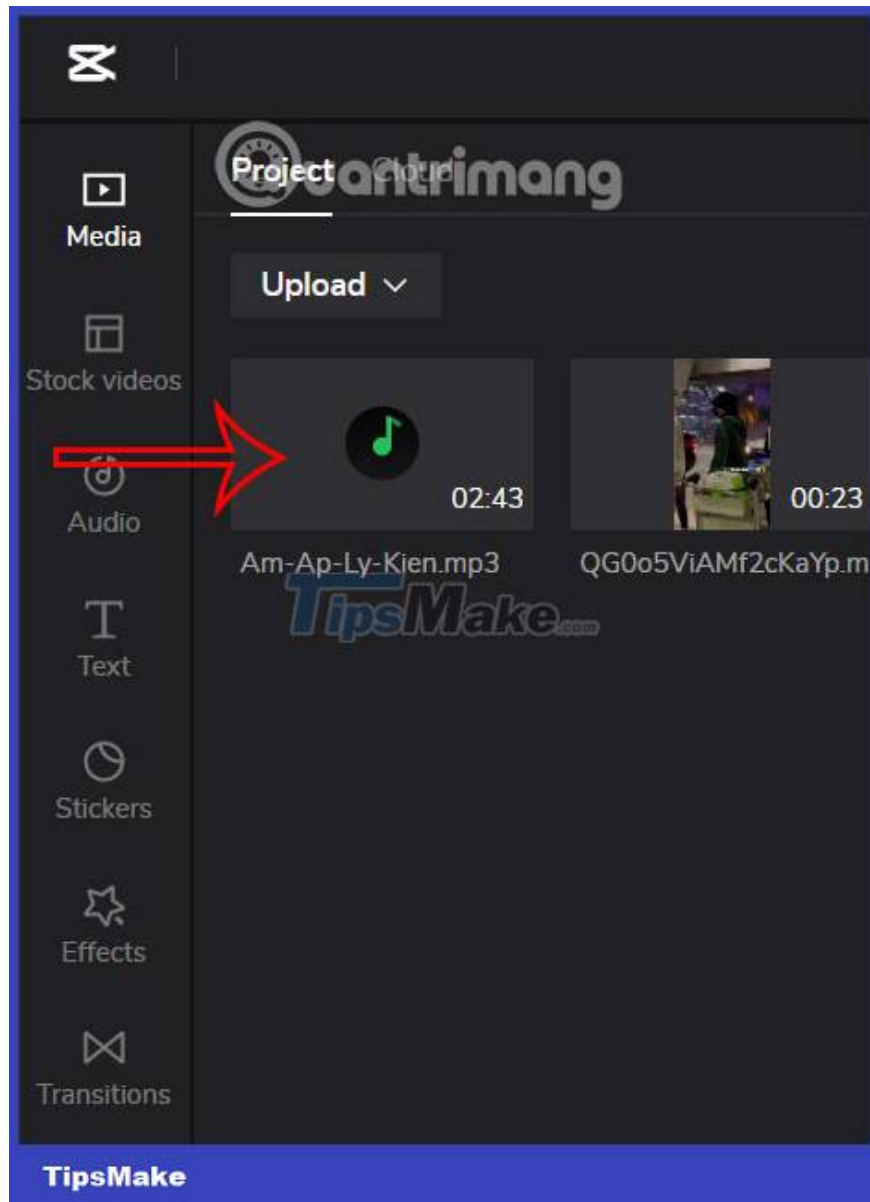 Project Cloud
Quantrimang
Media
Upload
Stock videos
02:43
00:23
Audio
Am-Ap-Ly-Kien.mp3
QG0o5ViAMf2cKaYp.m
TipsMake.com
Text
Stickers
Effects
Transitions
TipsMake